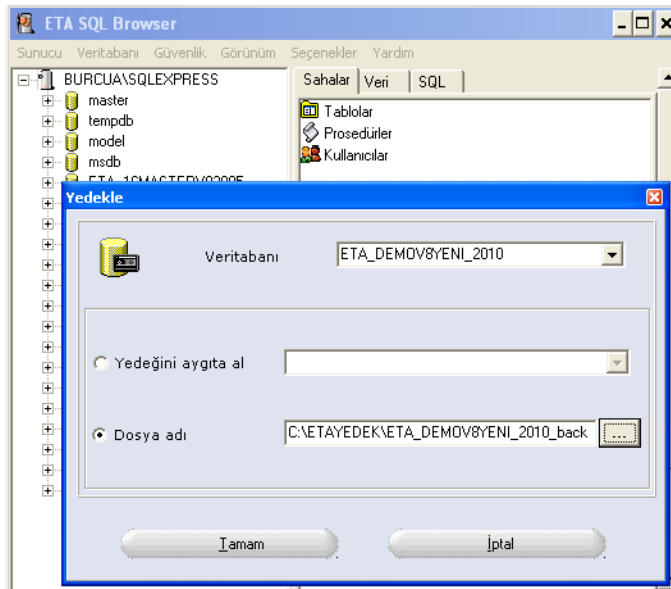 ETA SQL Browser
Sunucu Veritabanı Güvenlik Görünüm Seçenekler Yardım
BURCUA\SQLEXPRESS
master
tempdb
model
msdb
Sahalar Veri SQL
Tablolar
Prosedürler
Kullanıcılar
Yedekle
Veritabanı
ETA_DEMOV8YENI_2010
Yedeğini aygıta al
Dosya adı
C:\ETAYEDEK\ETA_DEMOV8YENI_2010_back
...
Tamam
İptal